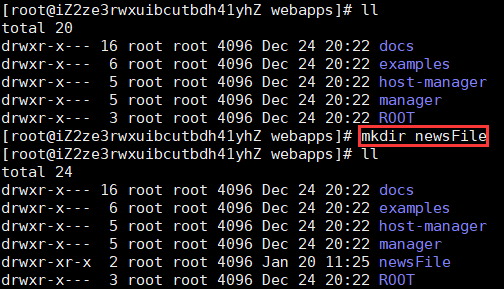 [root@iZ2ze3rwxuibcutbdh41yhZ webapps]# ll
total 20
drwxr-x--- 16 root root 4096 Dec 24 20:22 docs
drwxr-x---  6 root root 4096 Dec 24 20:22 examples
drwxr-x---  5 root root 4096 Dec 24 20:22 host-manager
drwxr-x---  5 root root 4096 Dec 24 20:22 manager
drwxr-x---  3 root root 4096 Dec 24 20:22 ROOT
[root@iZ2ze3rwxuibcutbdh41yhZ webapps]# mkdir newsFile
[root@iZ2ze3rwxuibcutbdh41yhZ webapps]# ll
total 24
drwxr-x--- 16 root root 4096 Dec 24 20:22 docs
drwxr-x---  6 root root 4096 Dec 24 20:22 examples
drwxr-x---  5 root root 4096 Dec 24 20:22 host-manager
drwxr-x---  5 root root 4096 Dec 24 20:22 manager
drwxr-xr-x  2 root root 4096 Jan 20 11:25 newsFile
drwxr-x---  3 root root 4096 Dec 24 20:22 ROOT